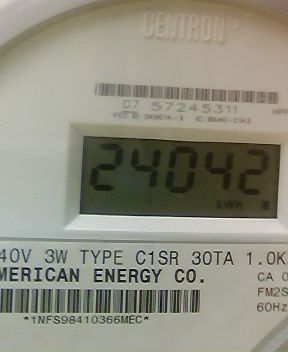 CENTRON®
07 57245311
24042
kWh
40V 3W TYPE C1SR 30TA 1.0K
MERICAN ENERGY CO.
CA 0
FM2S
60Hz
*1NFS98410366MEC*